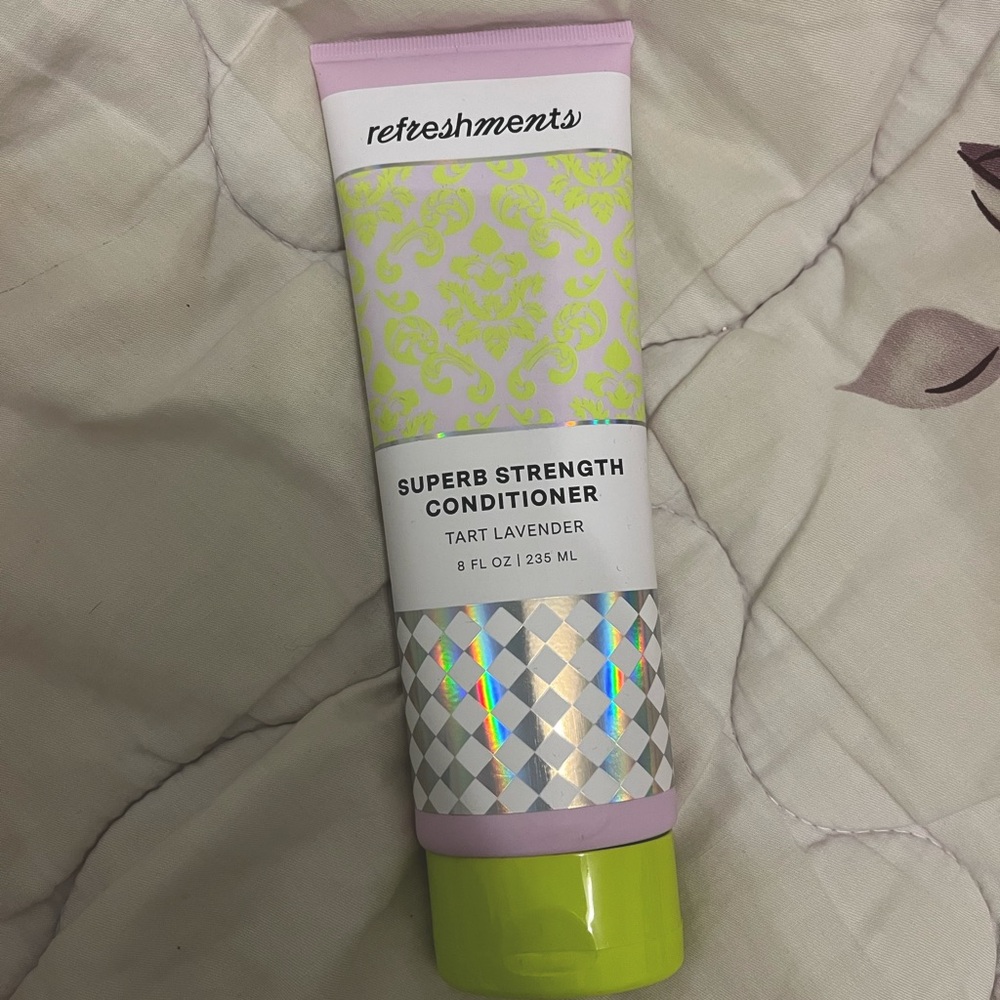 refreshments
SUPERB STRENGTH
CONDITIONER
TART LAVENDER
8 FL OZ | 235 ML